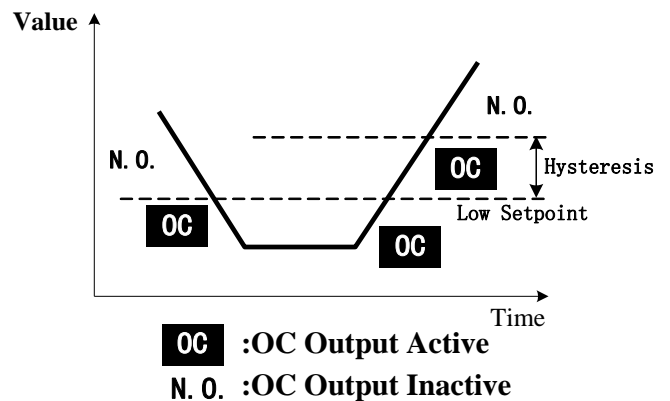 Value
N. O.
N. O.
OC
Hysteresis
OC
Low Setpoint
OC
Time
OC :OC Output Active
N. O. :OC Output Inactive